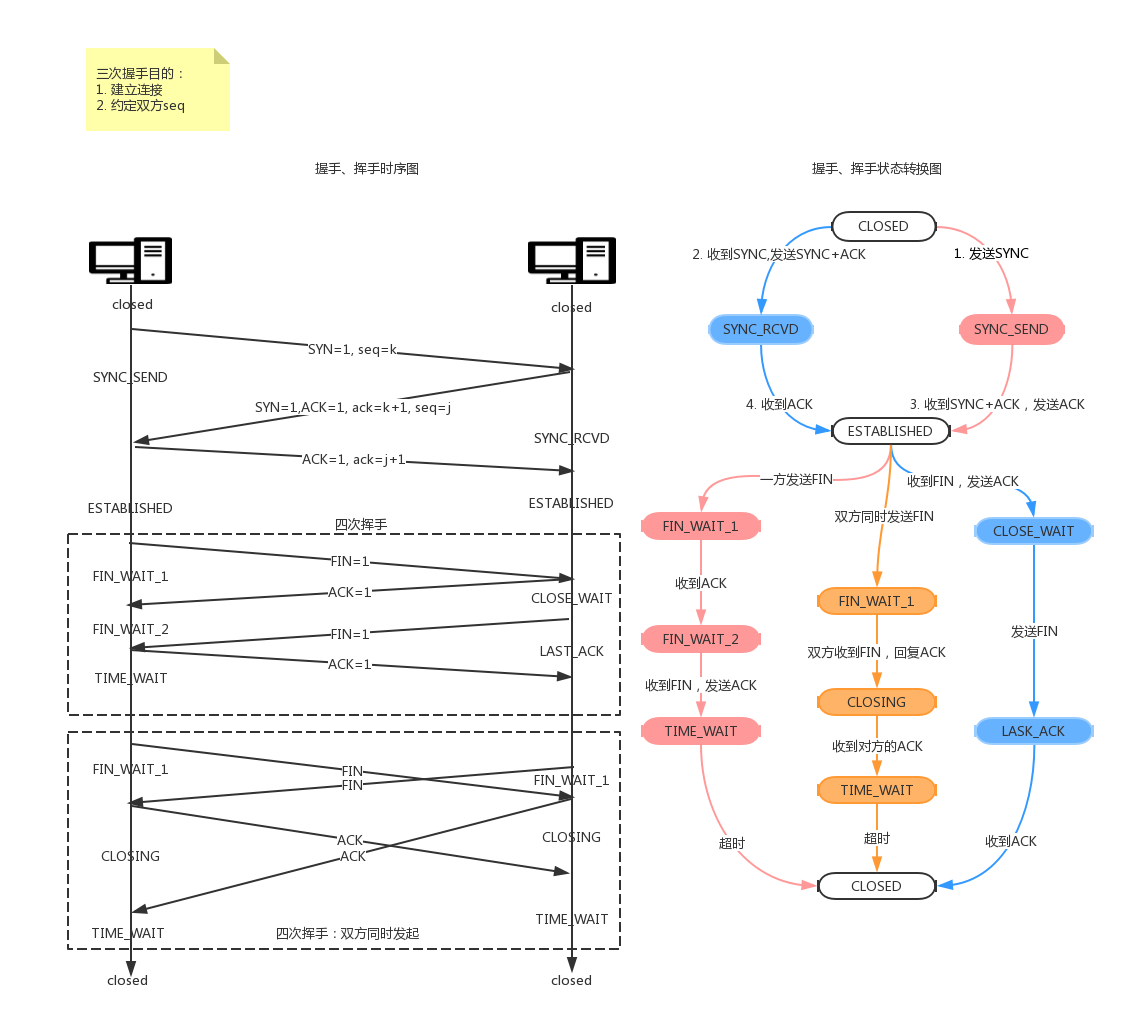 三次握手目的：
1. 建立连接
2. 约定双方seq
握手、挥手时序图
closed
closed
SYN=1, seq=k
SYNC_SEND
SYN=1,ACK=1, ack=k+1, seq=j
SYNC_RCVD
ACK=1, ack=j+1
ESTABLISHED
ESTABLISHED
四次挥手
FIN=1
FIN_WAIT_1
ACK=1
CLOSE_WAIT
FIN_WAIT_2
FIN=1
LAST_ACK
ACK=1
TIME_WAIT
FIN_WAIT_1
FIN
FIN
FIN_WAIT_1
ACK
CLOSING
ACK
CLOSING
TIME_WAIT
TIME_WAIT
四次挥手：双方同时发起
closed
closed
握手、挥手状态转换图
CLOSED
2. 收到SYNC,发送SYNC+ACK
1. 发送SYNC
SYNC_RCVD
SYNC_SEND
4. 收到ACK
3. 收到SYNC+ACK，发送ACK
ESTABLISHED
一方发送FIN
收到FIN，发送ACK
双方同时发送FIN
FIN_WAIT_1
CLOSE_WAIT
收到ACK
FIN_WAIT_1
FIN_WAIT_2
发送FIN
双方收到FIN，回复ACK
收到FIN，发送ACK
CLOSING
TIME_WAIT
LASK_ACK
收到对方的ACK
TIME_WAIT
超时
超时
收到ACK
CLOSED